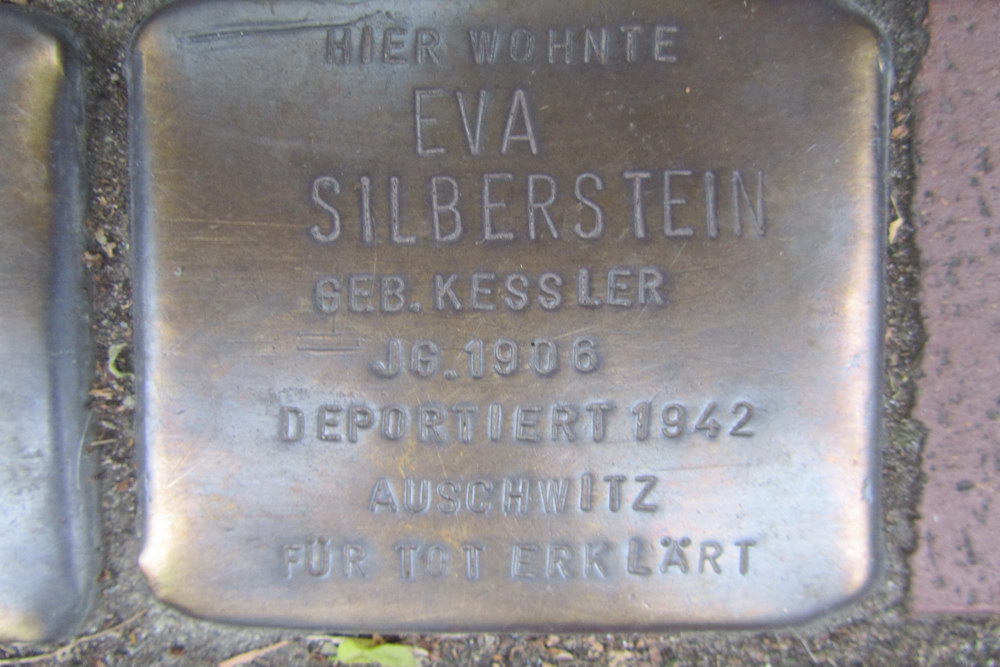 HIER WOHNTE
EVA
SILBERSTEIN
GEB. KESSLER
JG. 1906
DEPORTIERT 1942
AUSCHWITZ
FÜR TOT ERKLÄRT